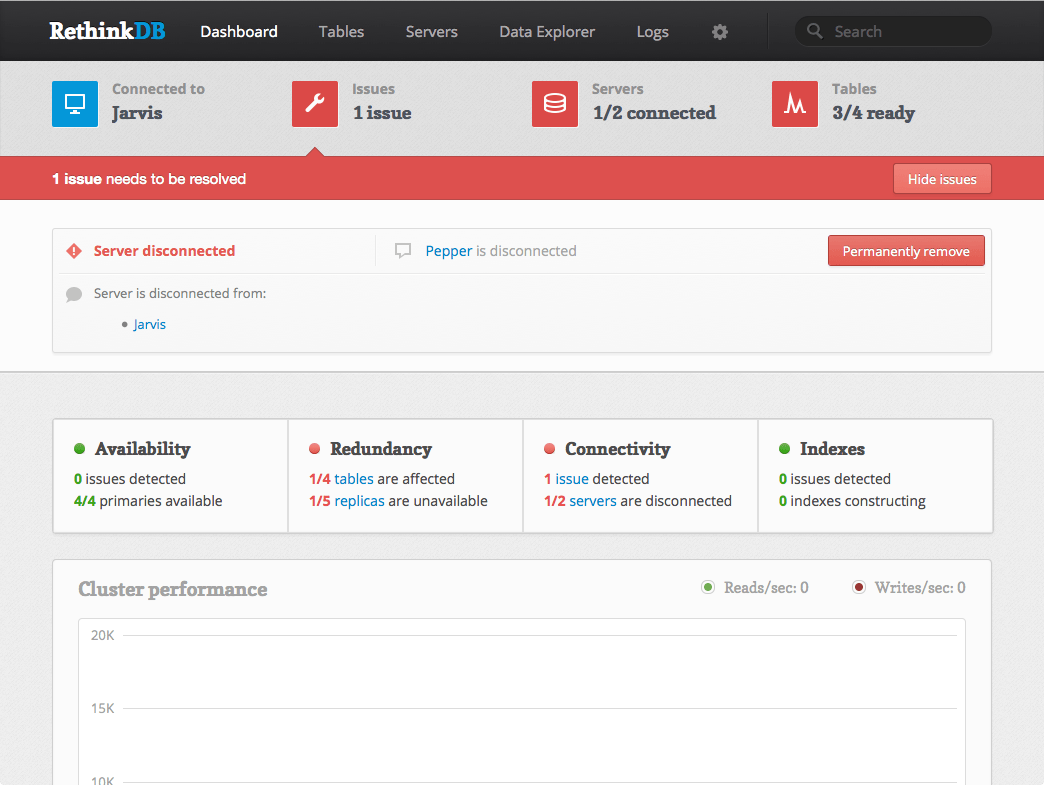 RethinkDB Dashboard Tables Servers Data Explorer Logs Search
Connected to Issues Servers Tables
Jarvis 1 issue 1/2 connected 3/4 ready
1 issue needs to be resolved Hide issues
Server disconnected Pepper is disconnected Permanently remove
Server is disconnected from:
• Jarvis
Availability Redundancy Connectivity Indexes
0 issues detected 1/4 tables are affected 1 issue detected 0 issues detected
4/4 primaries available 1/5 replicas are unavailable 1/2 servers are disconnected 0 indexes constructing
Cluster performance Reads/sec: 0 Writes/sec: 0
20K
15K
10K